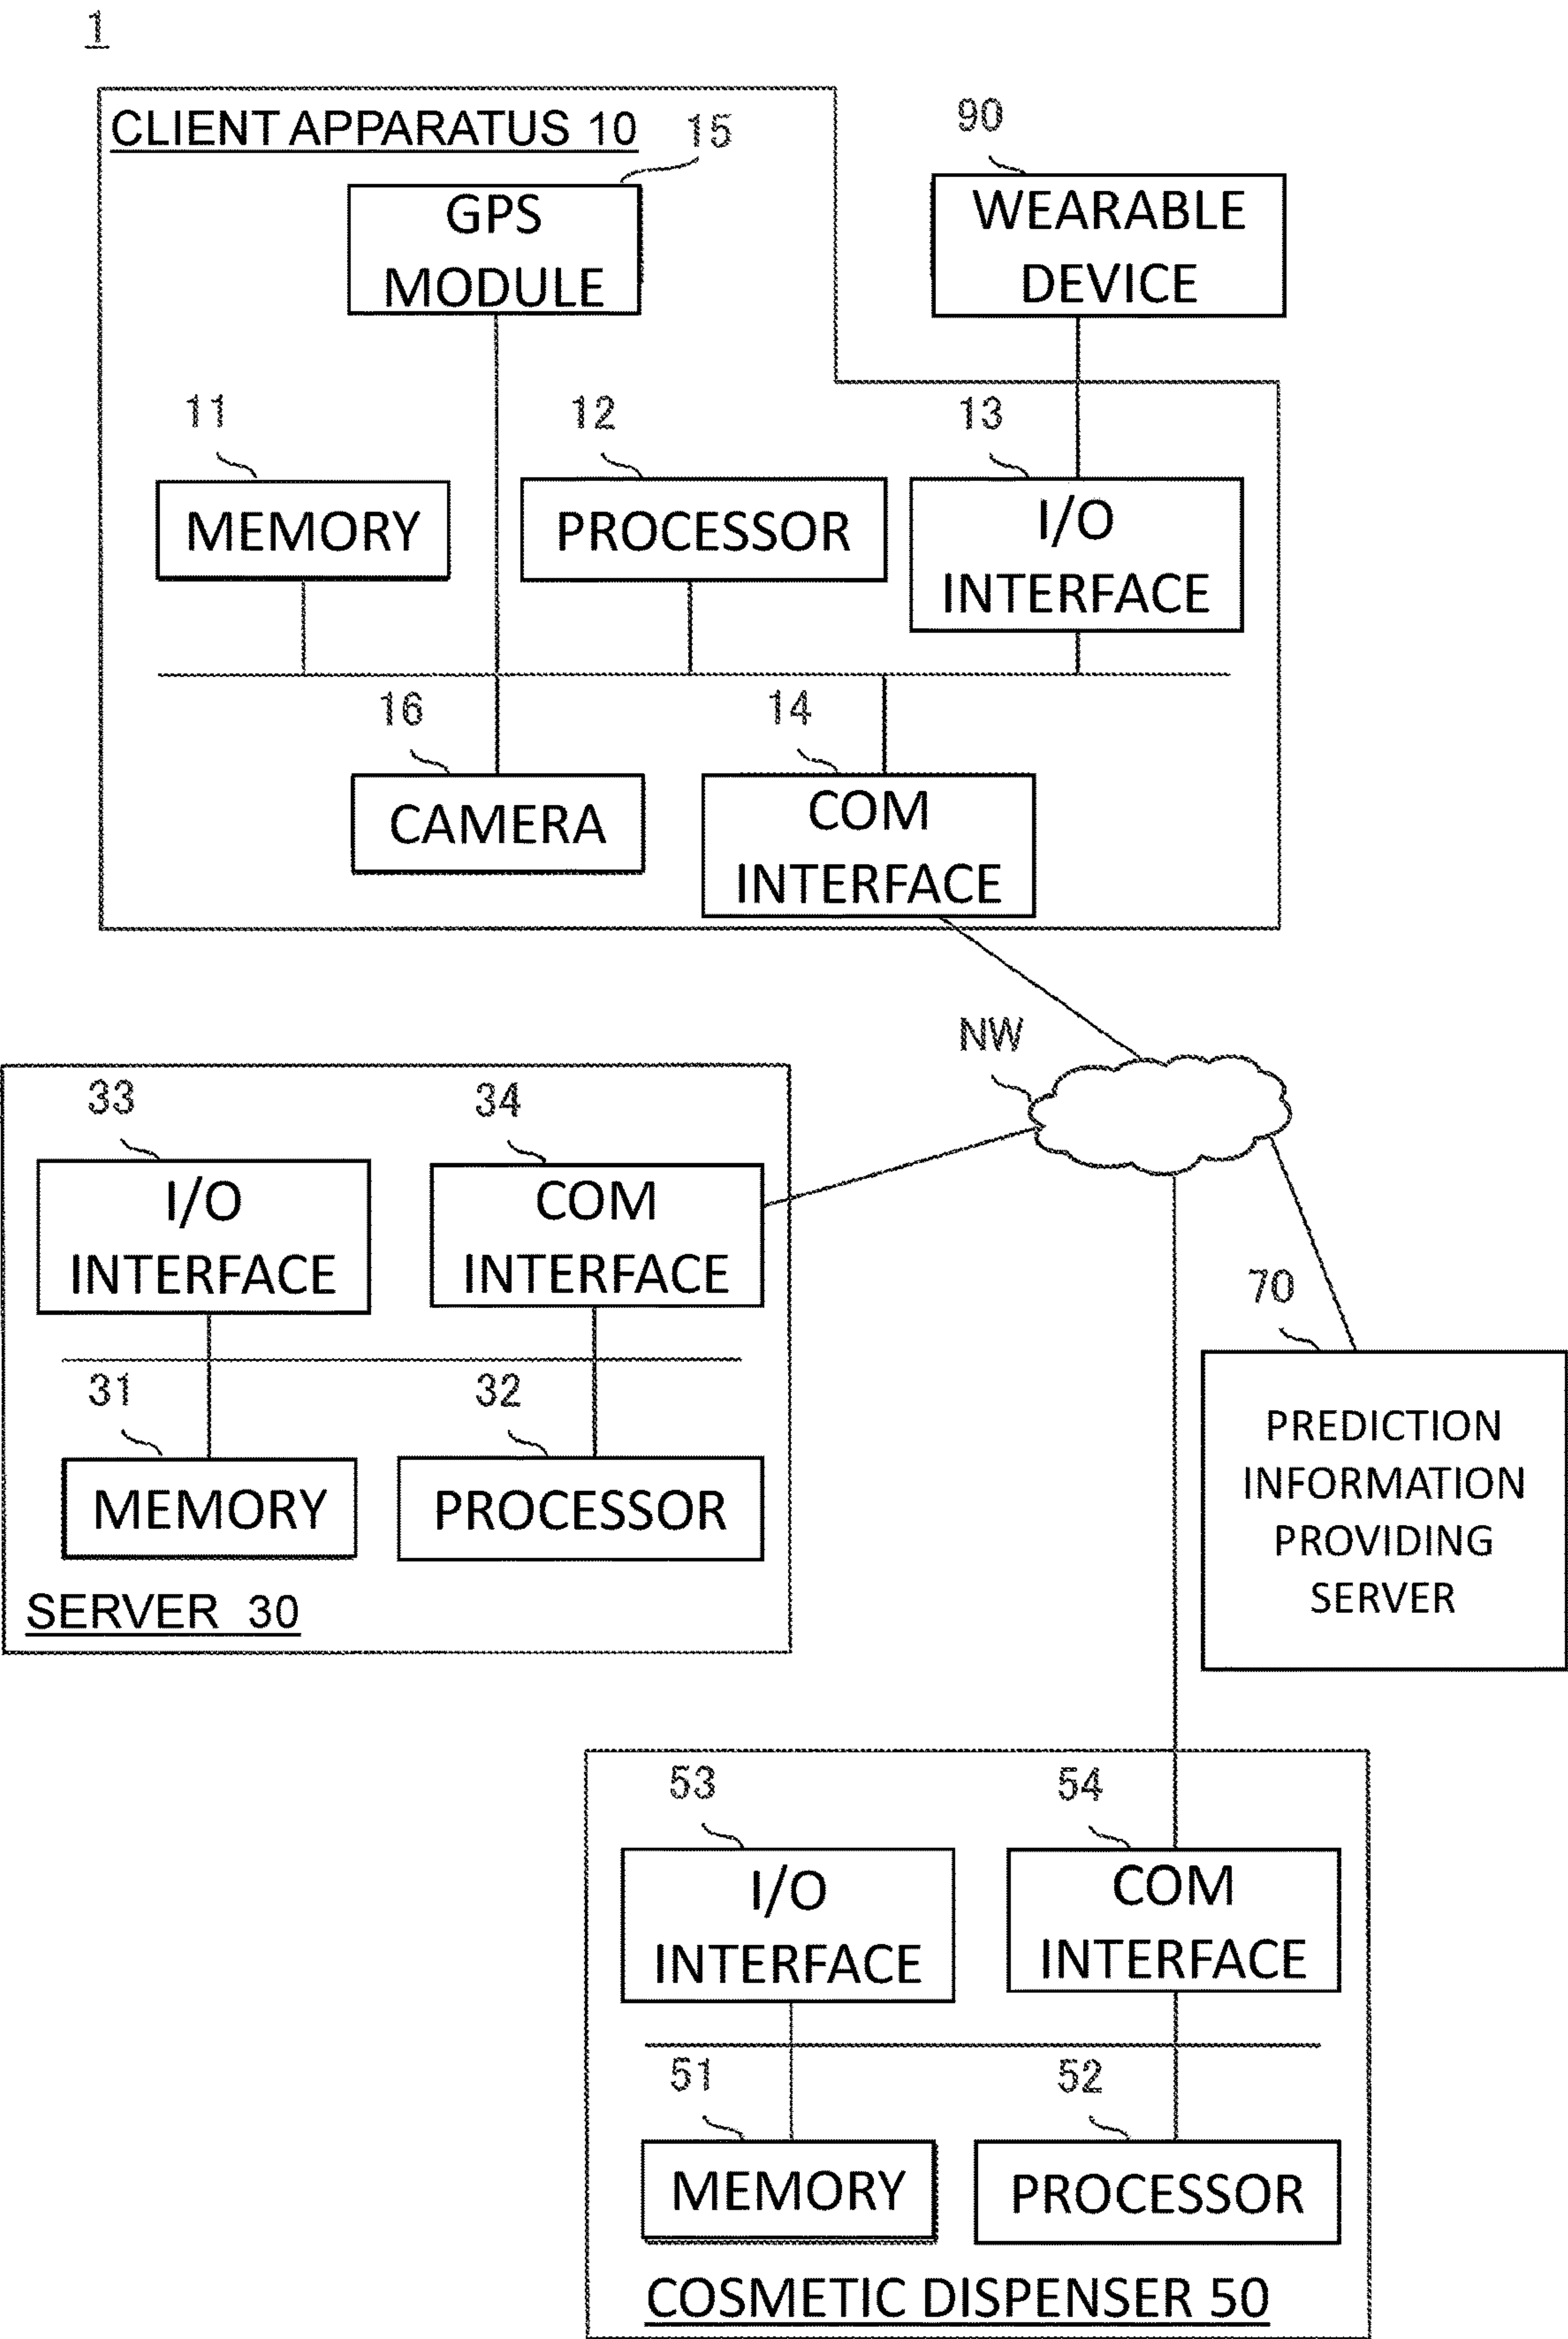 1
CLIENT APPARATUS 10
15
90
GPS
MODULE
WEARABLE
DEVICE
11
12
13
MEMORY
PROCESSOR
I/O
INTERFACE
16
14
CAMERA
COM
INTERFACE
NW
33
34
I/O
INTERFACE
COM
INTERFACE
70
31
32
PREDICTION
INFORMATION
PROVIDING
SERVER
MEMORY
PROCESSOR
SERVER 30
53
54
I/O
INTERFACE
COM
INTERFACE
51
52
MEMORY
PROCESSOR
COSMETIC DISPENSER 50